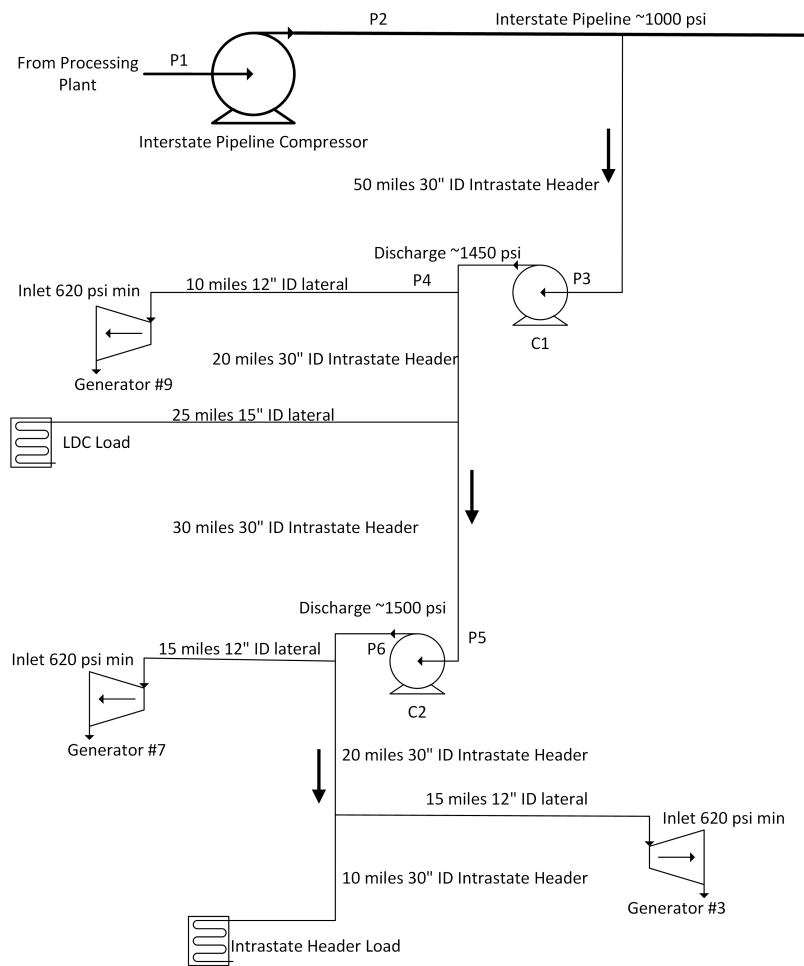 P2
Interstate Pipeline ~1000 psi
From Processing
Plant
P1
Interstate Pipeline Compressor
50 miles 30" ID Intrastate Header
Discharge ~1450 psi
Inlet 620 psi min
10 miles 12" ID lateral
P4
P3
C1
20 miles 30" ID Intrastate Header
Generator #9
25 miles 15" ID lateral
LDC Load
30 miles 30" ID Intrastate Header
Discharge ~1500 psi
Inlet 620 psi min
15 miles 12" ID lateral
P6
P5
C2
Generator #7
20 miles 30" ID Intrastate Header
15 miles 12" ID lateral
Inlet 620 psi min
10 miles 30" ID Intrastate Header
Generator #3
Intrastate Header Load